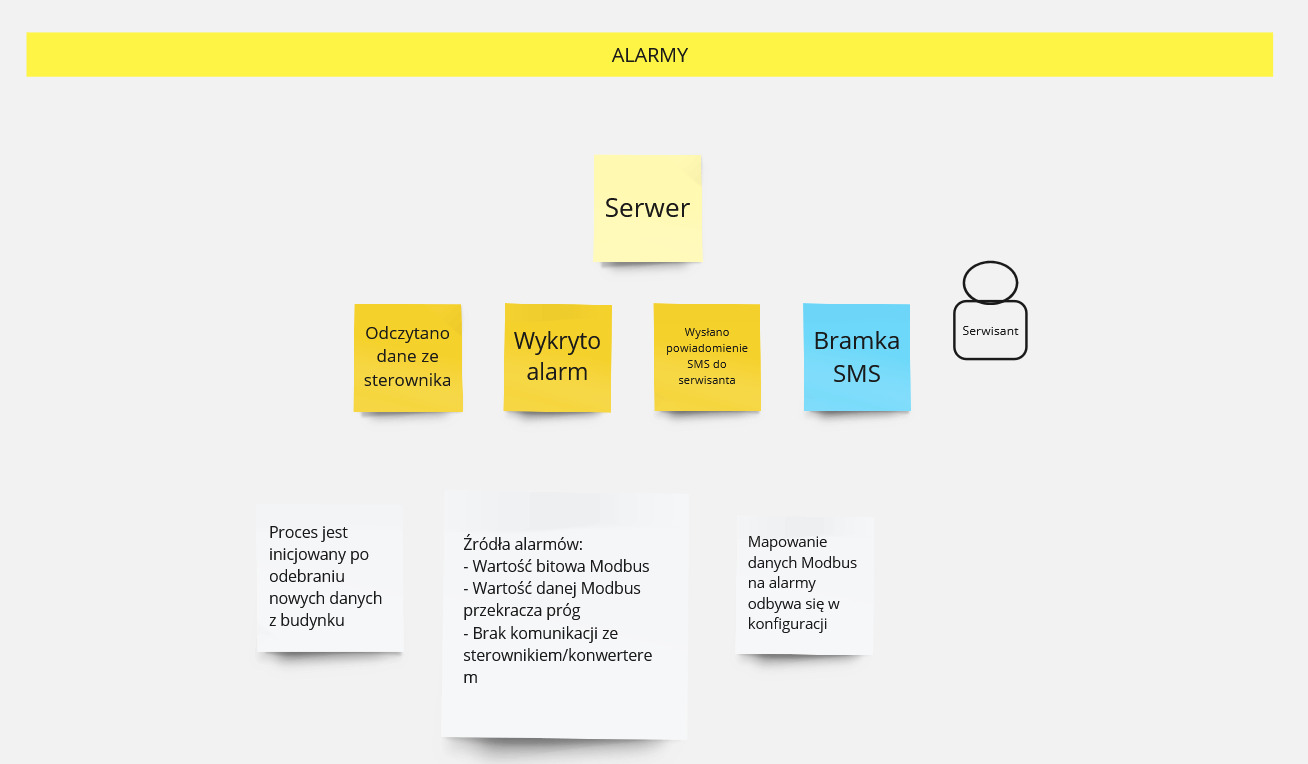 ALARMY
Serwer
Odczytano
dane ze
sterownika
Wykryto
alarm
Wysłano
powiadomienie
SMS do
serwisanta
Bramka
SMS
Serwisant
Proces jest
inicjowany po
odebraniu
nowych danych
z budynku
Źródła alarmów:
- Wartość bitowa Modbus
- Wartość danej Modbus
przekracza próg
- Brak komunikacji ze
sterownikiem/konwertere
m
Mapowanie
danych Modbus
na alarmy
odbywa się w
konfiguracji